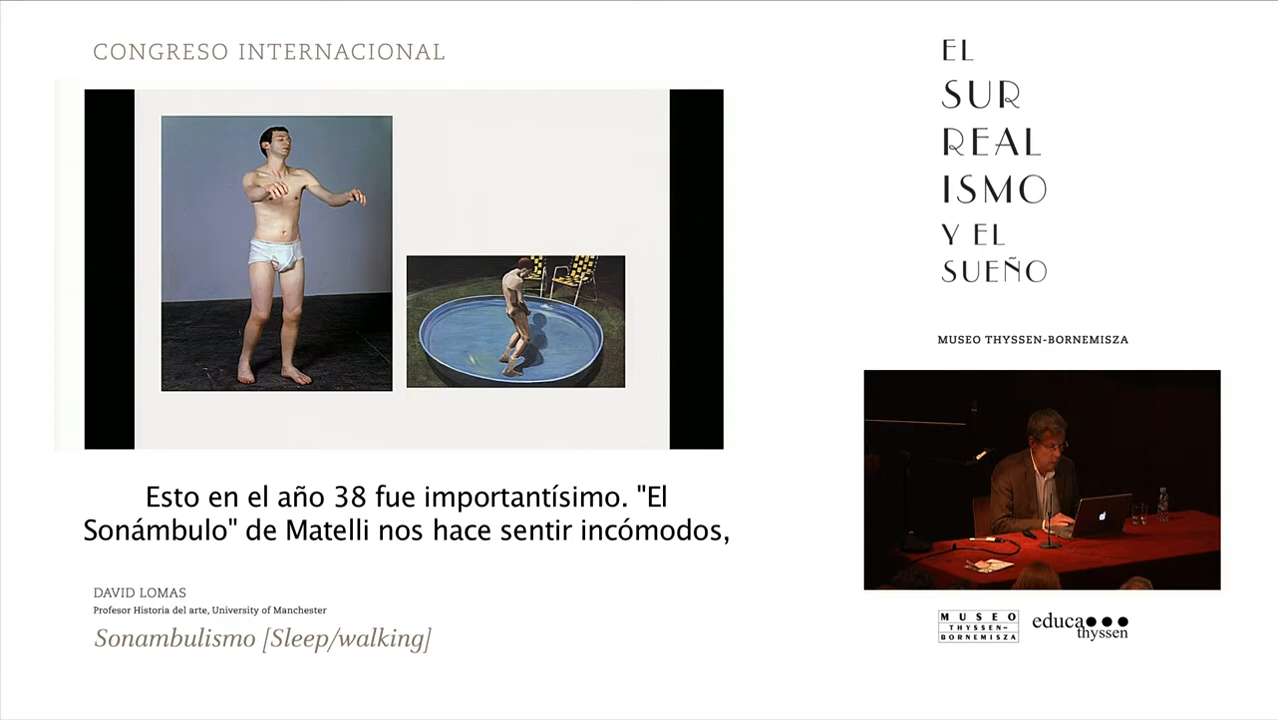 CONGRESO INTERNACIONAL
EL
SUR
REAL
ISMO
Y EL
SUEÑO
MUSEO THYSSEN-BORNEMISZA
Esto en el año 38 fue importantísimo. "El
Sonámbulo" de Matelli nos hace sentir incómodos,
DAVID LOMAS
Profesor Historia del arte, University of Manchester
Sonambulismo [Sleep/walking]
MUSEO
THYSSEN-
BORNEMISZA
educa
thyssen